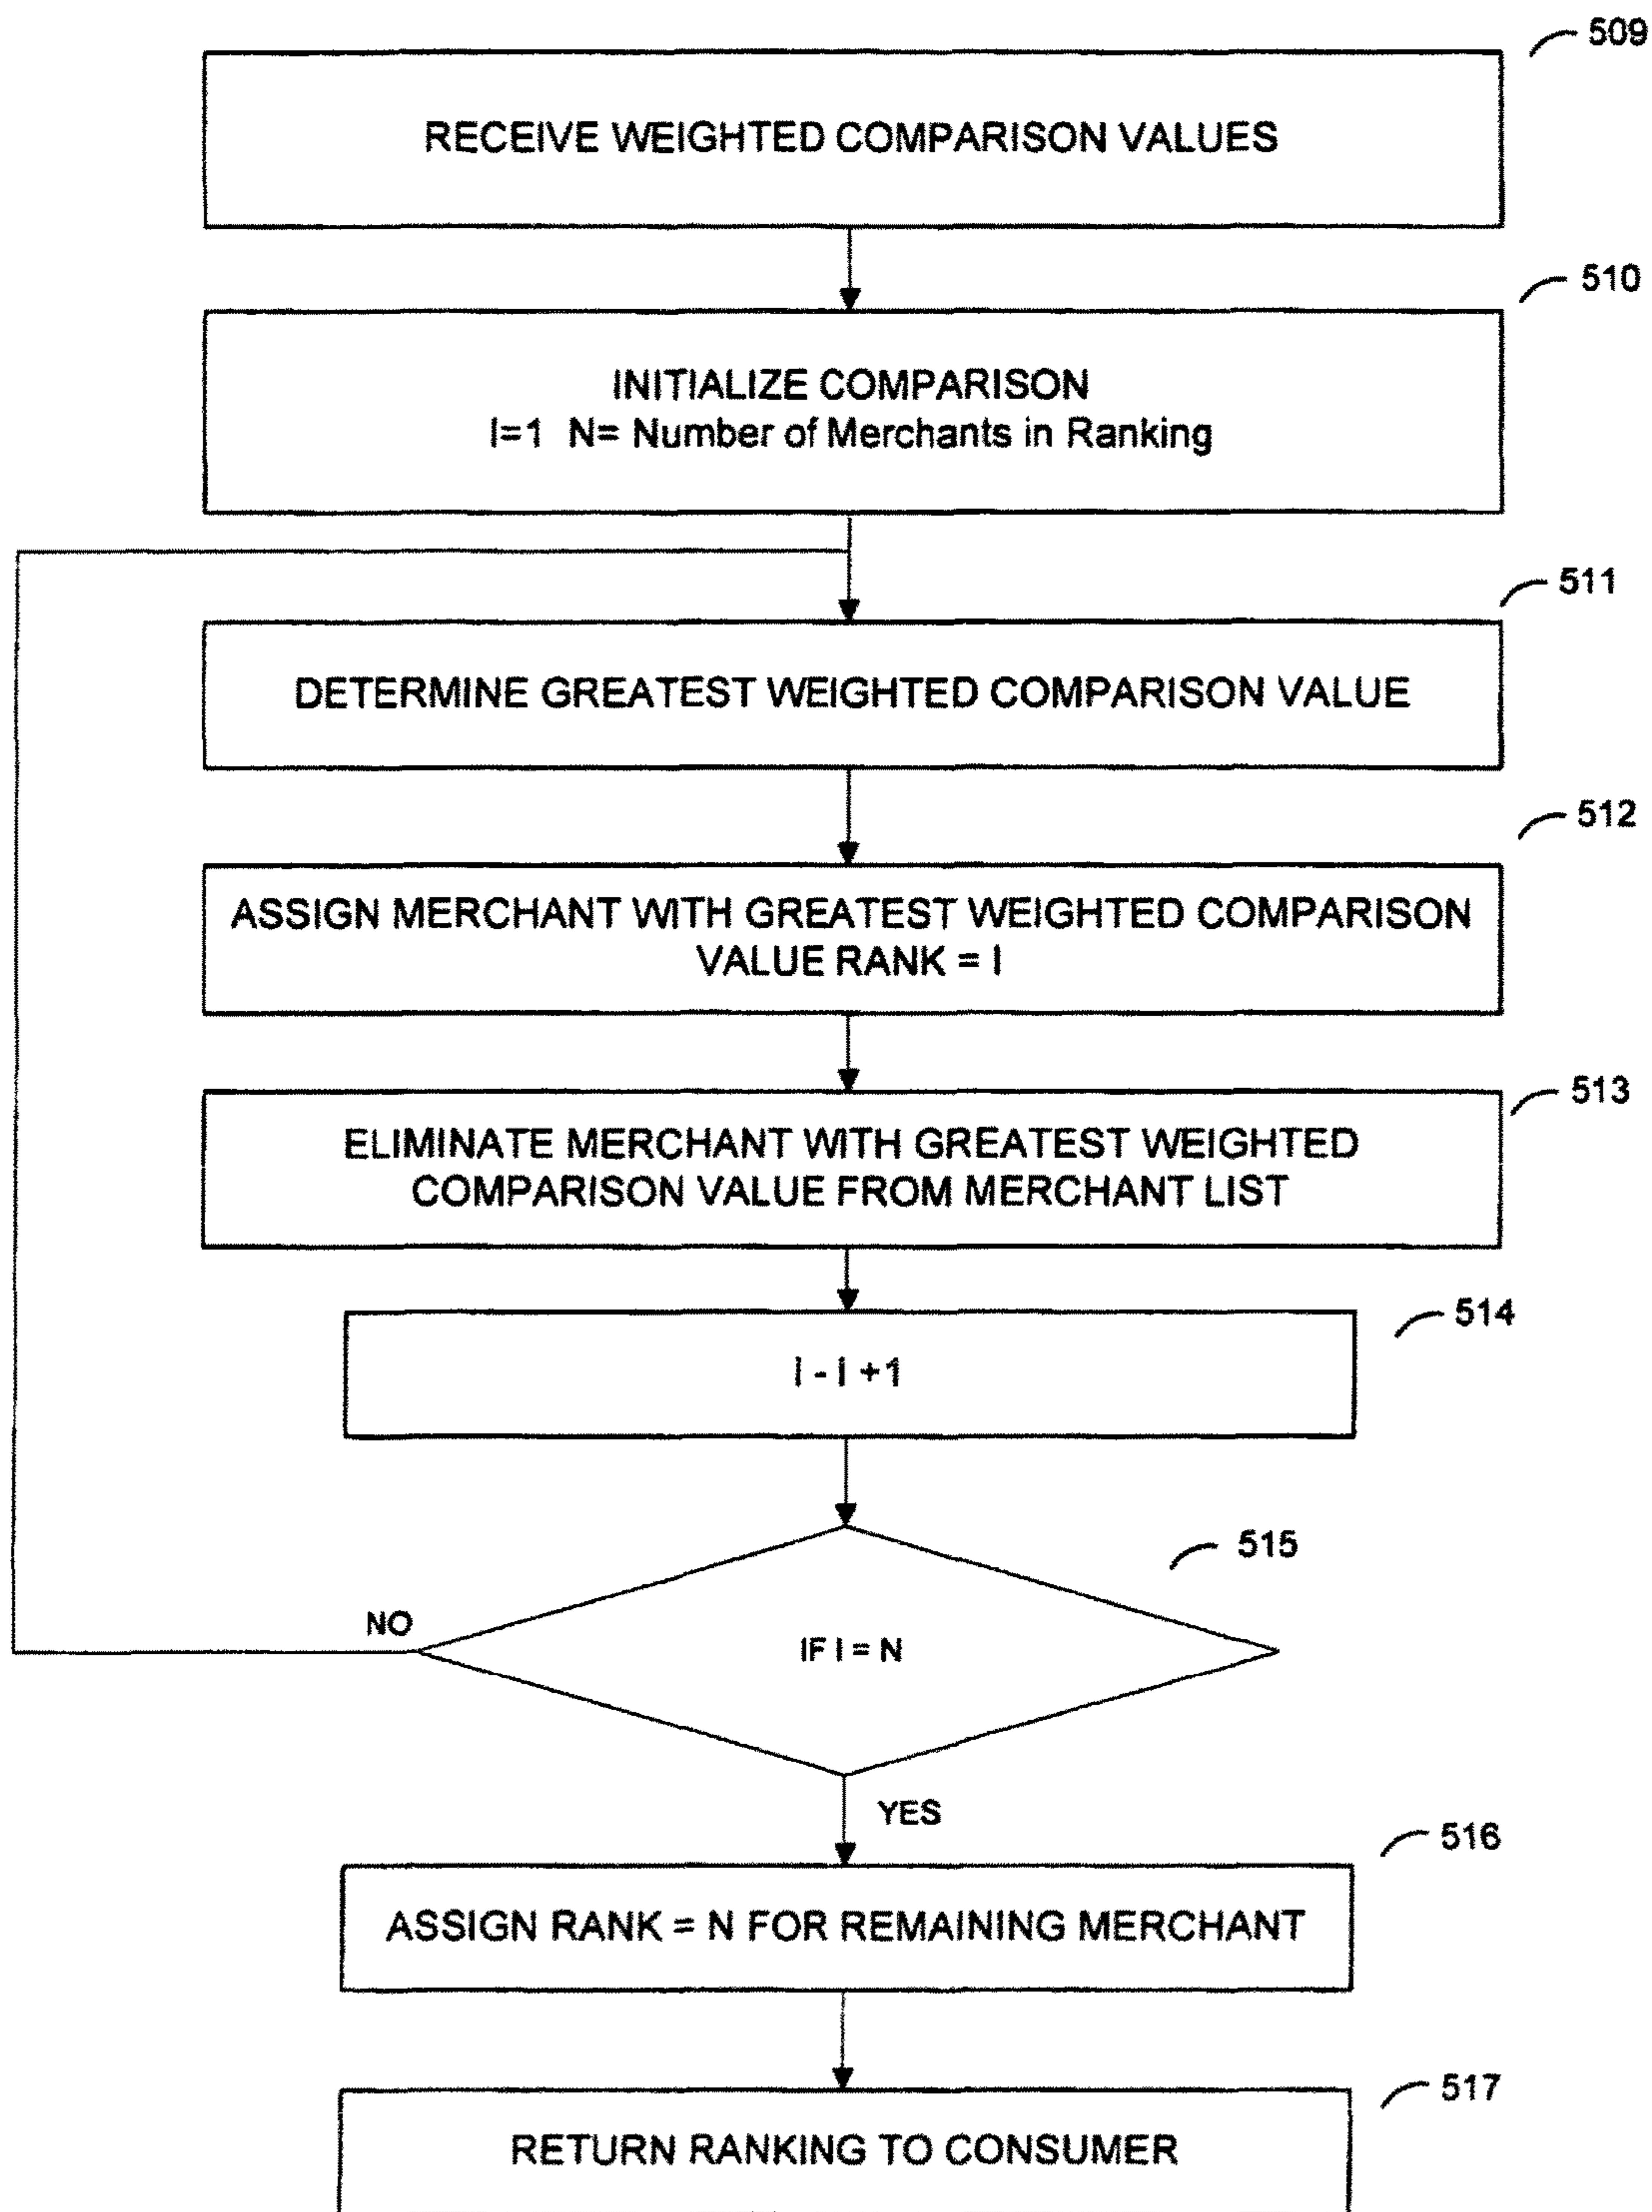 509
RECEIVE WEIGHTED COMPARISON VALUES
510
INITIALIZE COMPARISON
I=1 N= Number of Merchants in Ranking
511
DETERMINE GREATEST WEIGHTED COMPARISON VALUE
512
ASSIGN MERCHANT WITH GREATEST WEIGHTED COMPARISON
VALUE RANK = I
513
ELIMINATE MERCHANT WITH GREATEST WEIGHTED
COMPARISON VALUE FROM MERCHANT LIST
514
I - I +1
515
NO
IF I = N
YES
516
ASSIGN RANK = N FOR REMAINING MERCHANT
517
RETURN RANKING TO CONSUMER